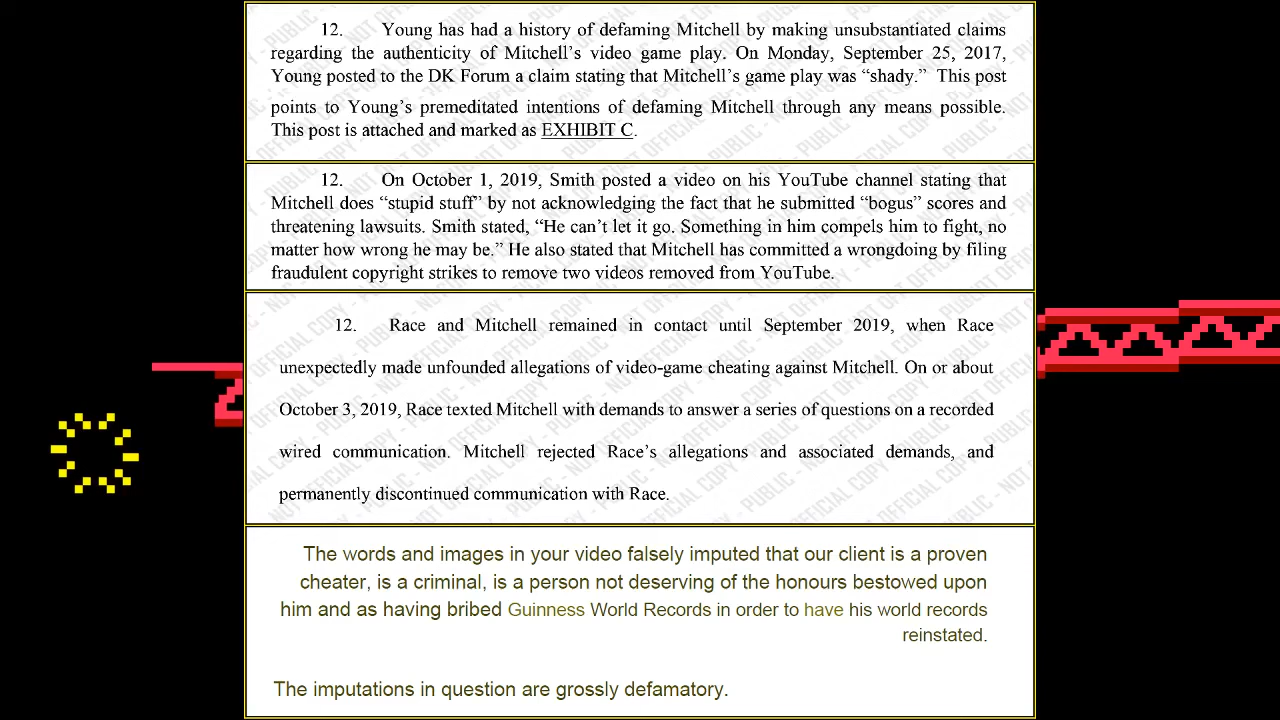 12. Young has had a history of defaming Mitchell by making unsubstantiated claims
regarding the authenticity of Mitchell's video game play. On Monday, September 25, 2017,
Young posted to the DK Forum a claim stating that Mitchell's game play was “shady.” This post
points to Young's premeditated intentions of defaming Mitchell through any means possible.
This post is attached and marked as EXHIBIT C.
12. On October 1, 2019, Smith posted a video on his YouTube channel stating that
Mitchell does “stupid stuff” by not acknowledging the fact that he submitted “bogus” scores and
threatening lawsuits. Smith stated, “He can't let it go. Something in him compels him to fight, no
matter how wrong he may be.” He also stated that Mitchell has committed a wrongdoing by filing
fraudulent copyright strikes to remove two videos removed from YouTube.
12. Race and Mitchell remained in contact until September 2019, when Race
unexpectedly made unfounded allegations of video-game cheating against Mitchell. On or about
October 3, 2019, Race texted Mitchell with demands to answer a series of questions on a recorded
wired communication. Mitchell rejected Race's allegations and associated demands, and
permanently discontinued communication with Race.
The words and images in your video falsely imputed that our client is a proven
cheater, is a criminal, is a person not deserving of the honours bestowed upon
him and as having bribed Guinness World Records in order to have his world records
reinstated.
The imputations in question are grossly defamatory.